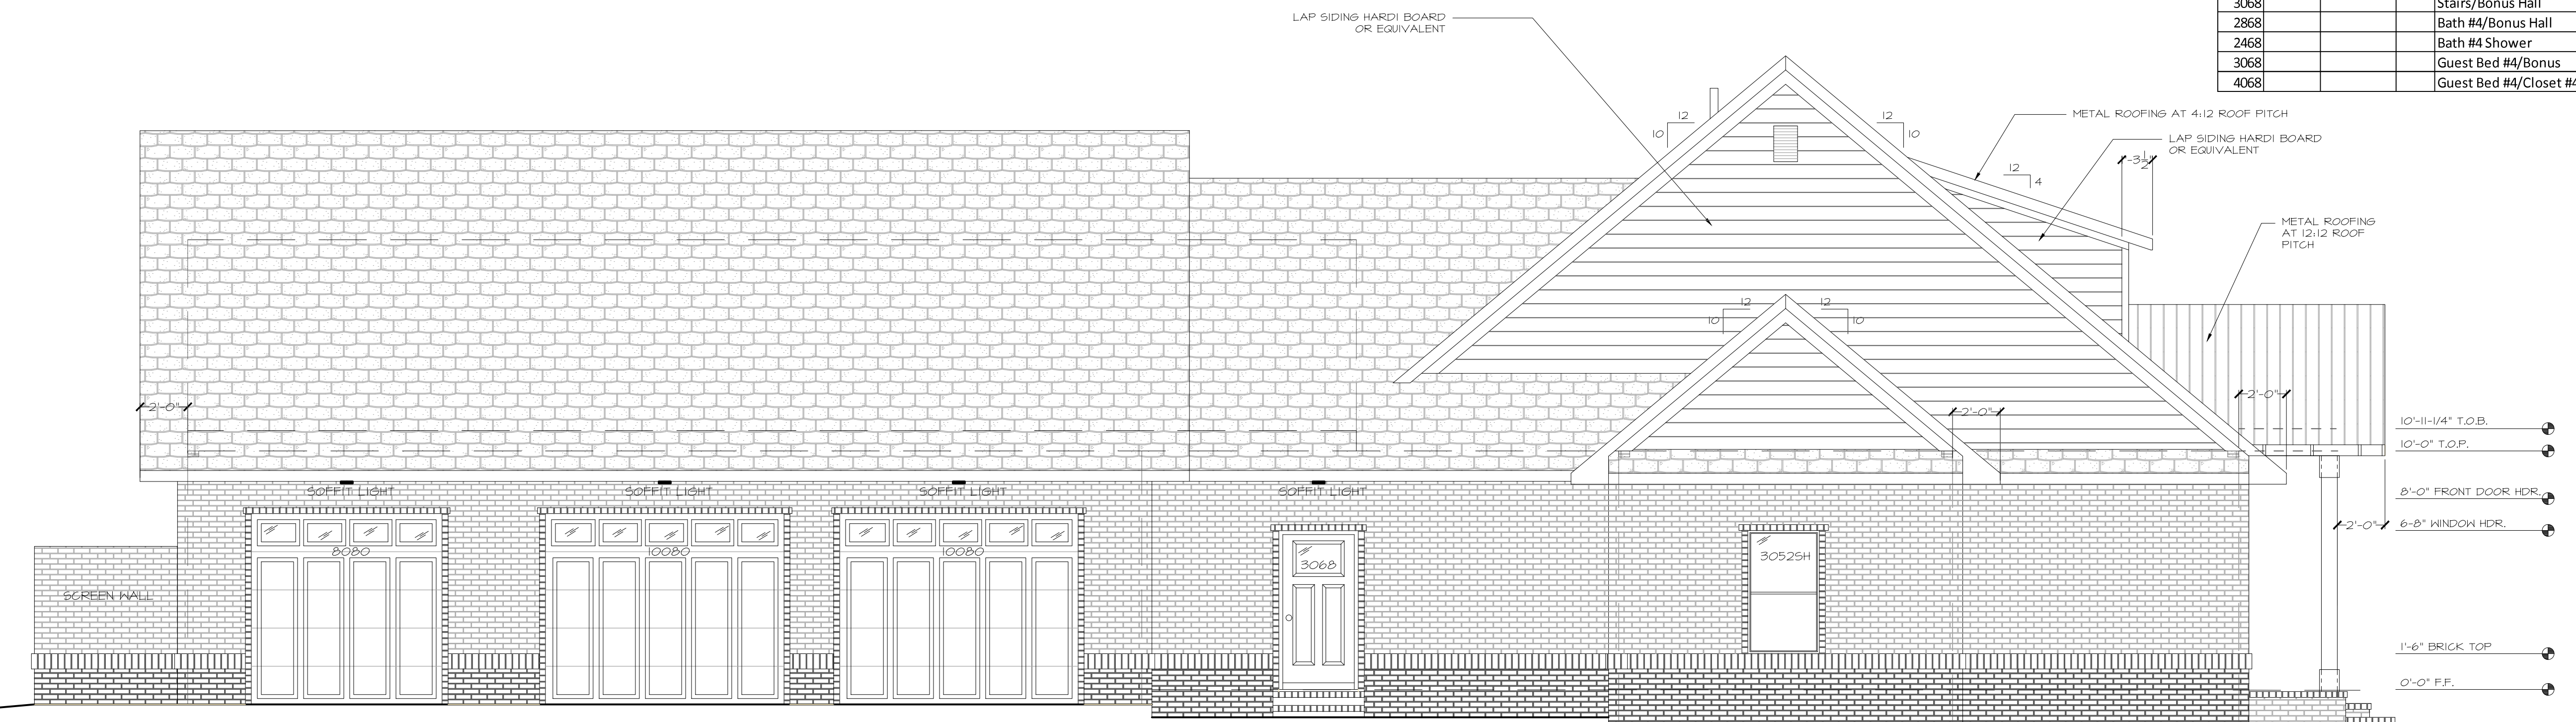 LAP SIDING HARDI BOARD
OR EQUIVALENT
3068 Stairs/Bonus Hall
2868 Bath #4/Bonus Hall
2468 Bath #4 Shower
3068 Guest Bed #4/Bonus
4068 Guest Bed #4/Closet #4
12
10
12
10
METAL ROOFING AT 4:12 ROOF PITCH
LAP SIDING HARDI BOARD
OR EQUIVALENT
3 1/2"
12
4
METAL ROOFING
AT 12:12 ROOF
PITCH
12
10
12
10
2'-0"
2'-0"
2'-0"
10'-11-1/4" T.O.B.
10'-0" T.O.P.
SOFFIT LIGHT
SOFFIT LIGHT
SOFFIT LIGHT
SOFFIT LIGHT
8'-0" FRONT DOOR HDR.
2'-0"
6-8" WINDOW HDR.
8080
10080
10080
3068
3052SH
SCREEN WALL
1'-6" BRICK TOP
0'-0" F.F.